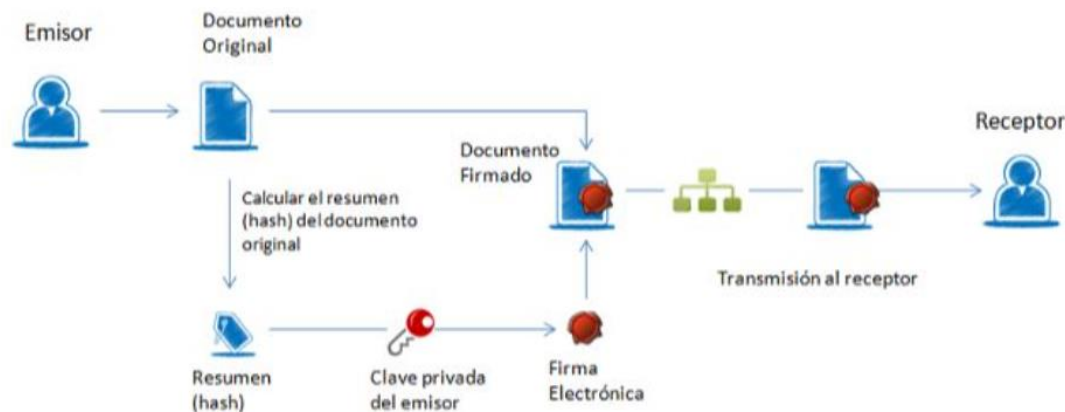 Emisor
Documento
Original
Calcular el resumen
(hash) del documento
original
Resumen
(hash)
Clave privada
del emisor
Firma
Electrónica
Documento
Firmado
Transmisión al receptor
Receptor